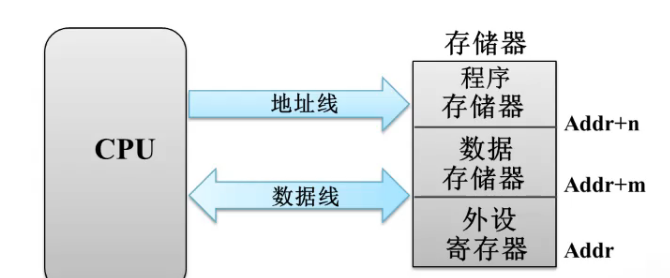 存储器
程序
存储器
地址线
Addr+n
CPU
数据
存储器
Addr+m
数据线
外设
寄存器
Addr